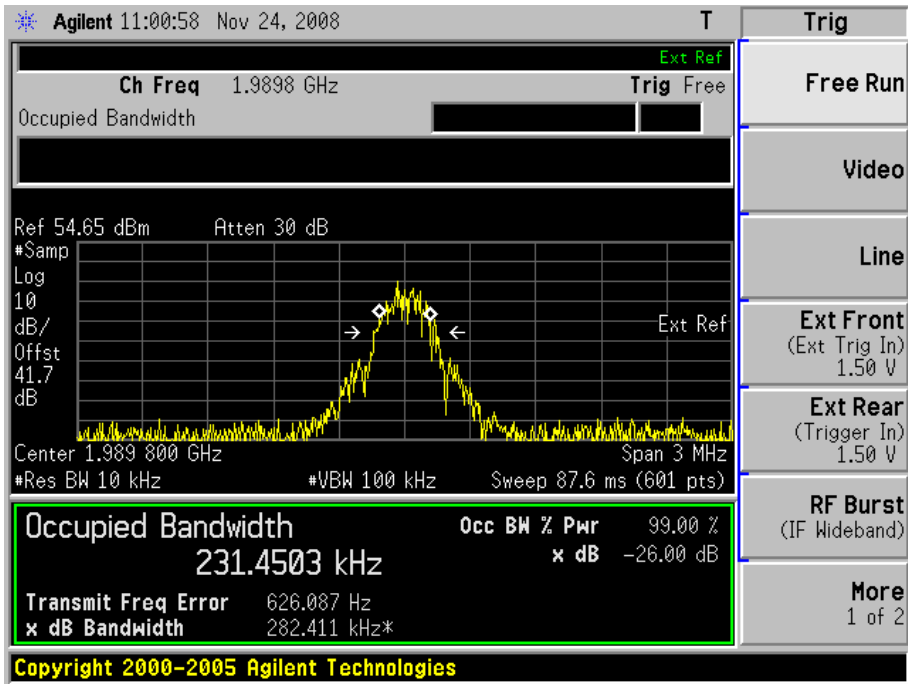 Agilent 11:00:58 Nov 24, 2008 T
Trig
Ext Ref
Ch Freq 1.9898 GHz Trig Free
Occupied Bandwidth
Ref 54.65 dBm Atten 30 dB
#Samp
Log
10
dB/
Offst
41.7
dB
Ext Ref
Center 1.989 800 GHz Span 3 MHz
#Res BW 10 kHz #VBW 100 kHz Sweep 87.6 ms (601 pts)
Occupied Bandwidth
231.4503 kHz
Occ BW % Pwr 99.00 %
x dB -26.00 dB
Transmit Freq Error 626.087 Hz
x dB Bandwidth 282.411 kHz*
Copyright 2000-2005 Agilent Technologies
Free Run
Video
Line
Ext Front
(Ext Trig In)
1.50 V
Ext Rear
(Trigger In)
1.50 V
RF Burst
(IF Wideband)
More
1 of 2